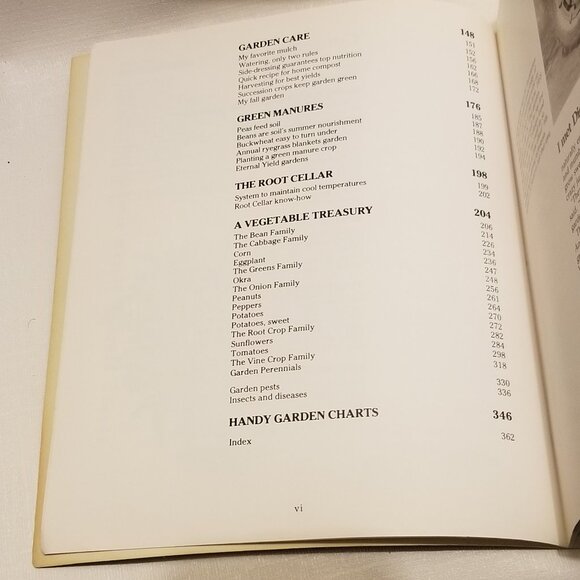 GARDEN CARE 148
My favorite mulch 151
Watering, only two rules 152
Side-dressing guarantees top nutrition 156
Quick recipe for home compost 162
Harvesting for best yields 166
Succession crops keep garden green 168
My fall garden 172
GREEN MANURES 176
Peas feed soil 185
Beans are soil's summer nourishment 187
Buckwheat easy to turn under 188
Annual ryegrass blankets garden 190
Planting a green manure crop 192
Eternal Yield gardens 194
THE ROOT CELLAR 198
System to maintain cool temperatures 199
Root Cellar know-how 202
A VEGETABLE TREASURY 204
The Bean Family 206
The Cabbage Family 214
Corn 226
Eggplant 234
The Greens Family 236
Okra 247
The Onion Family 248
Peanuts 256
Peppers 261
Potatoes 264
Potatoes, sweet 270
The Root Crop Family 272
Sunflowers 282
Tomatoes 284
The Vine Crop Family 298
Garden Perennials 318
Garden pests 330
Insects and diseases 336
HANDY GARDEN CHARTS 346
Index 362
vi
I meet